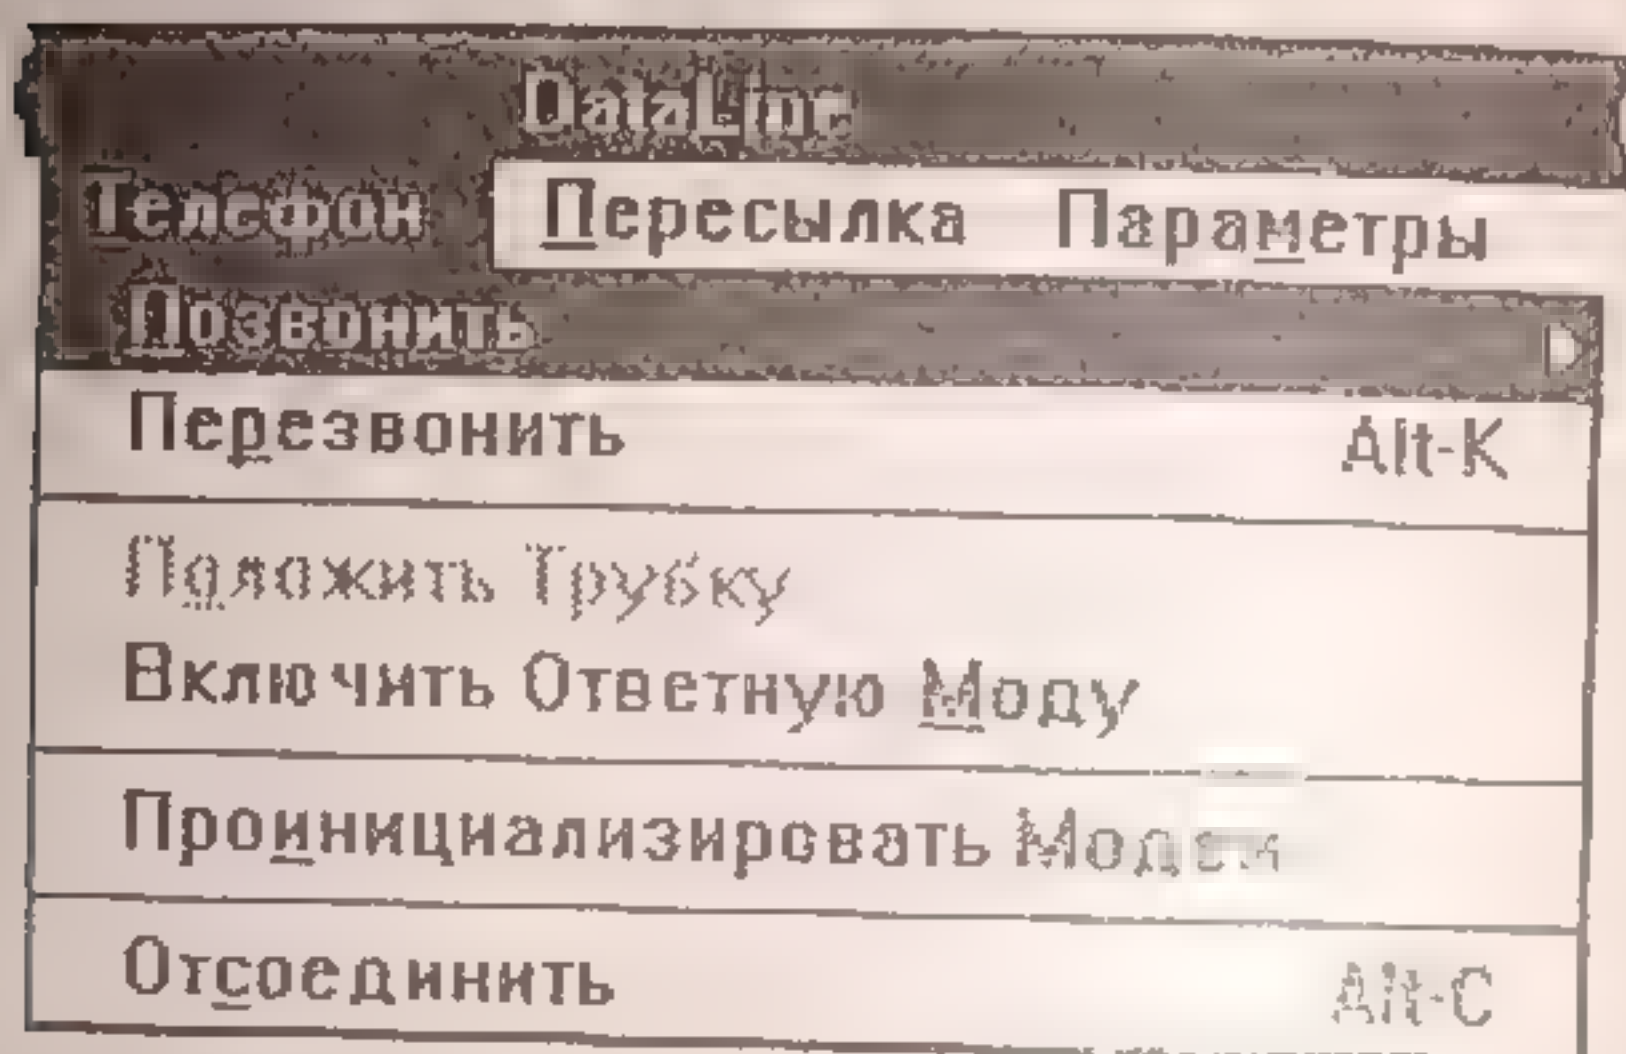 DataLine
Телефон Пересылка Параметры
Позвонить
Перезвонить Alt-K
Положить Трубку
Включить Ответную Моду
Проинициализировать Модем
Отсоединить Alt-C